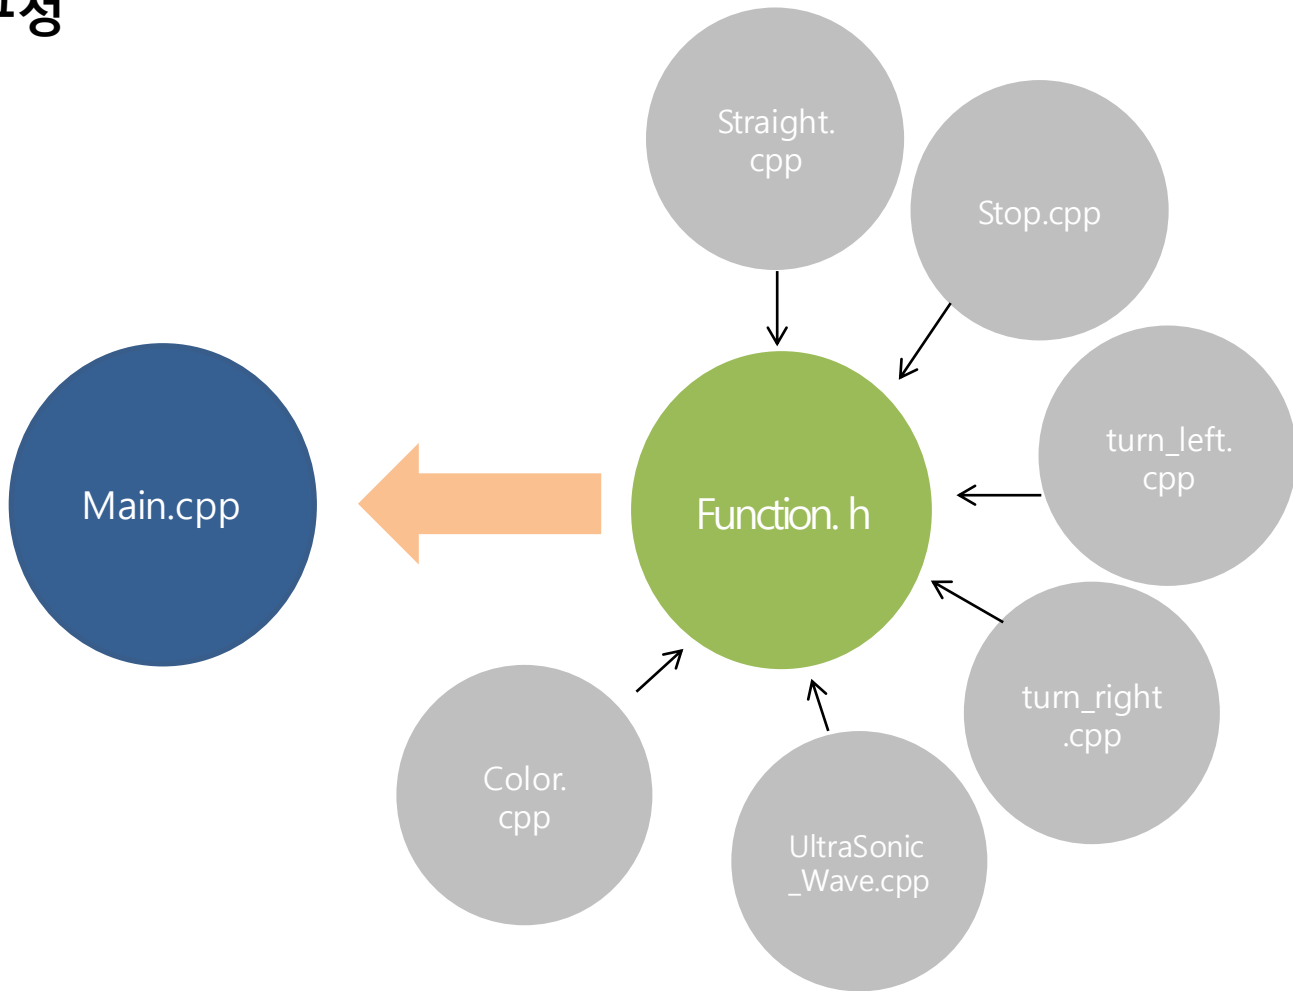 Straight.
cpp
Stop.cpp
turn_left.
cpp
Main.cpp
Function. h
turn_right
.cpp
Color.
cpp
UltraSonic
_Wave.cpp